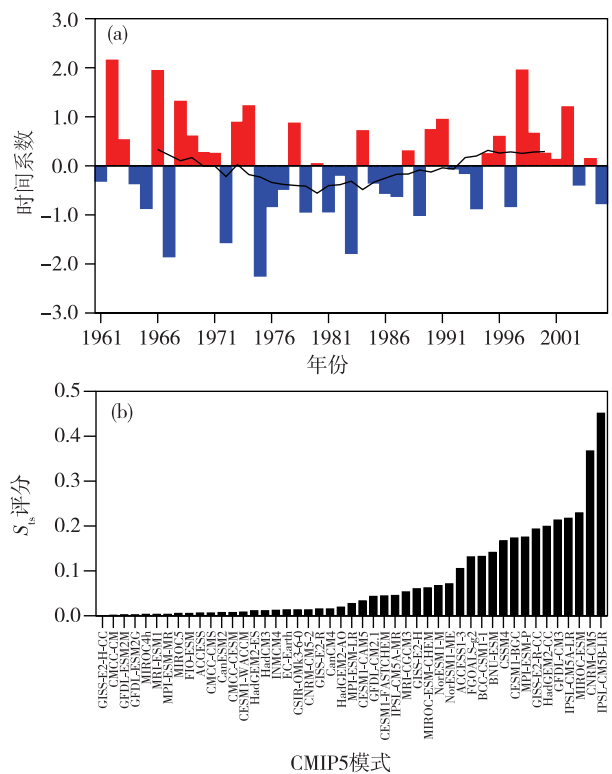 (a)
3.0
2.0
1.0
0.0
-1.0
-2.0
-3.0
时间系数
1961 1966 1971 1976 1981 1986 1991 1996 2001
年份
(b)
0.5
0.4
0.3
0.2
0.1
0.0
Sts评分
GISS-E2-H-CC
CMCC-CM
GFDL-ESM2M
GFDL-ESM2G
MIROC4h
MRI-ESM1
MPI-ESM-MR
MIROC5
FIO-ESM
ACCESS
CMCC-CMS
CanESM2
CMCC-CESM
CESM1-WACCM
HadGEM2-ES
HadCM3
INMCM4
EC-Earth
CSIR-OMk3-6-0
CNRM-CM5-2
GISS-E2-R
CanCM4
HadGEM2-AO
MPI-ESM-LR
CESM1-CAM5
GFDL-CM2.1
CESM1-FASTCHEM
IPSL-CM5A-MR
MRI-CGCM3
GISS-E2-H
MIROC-ESM-CHEM
NorESM1-M
NorESM1-ME
ACCESS1-3
FGOALS-g2
BCC-CSM1-1
BNU-ESM
CSSM4
CESM1-BGC
MPI-ESM-P
GISS-E2-R-CC
HadGEM2-CC
GFDL-CM3
IPSL-CM5A-LR
MIROC-ESM
CNRM-CM5
IPSL-CM5B-LR
CMIP5模式